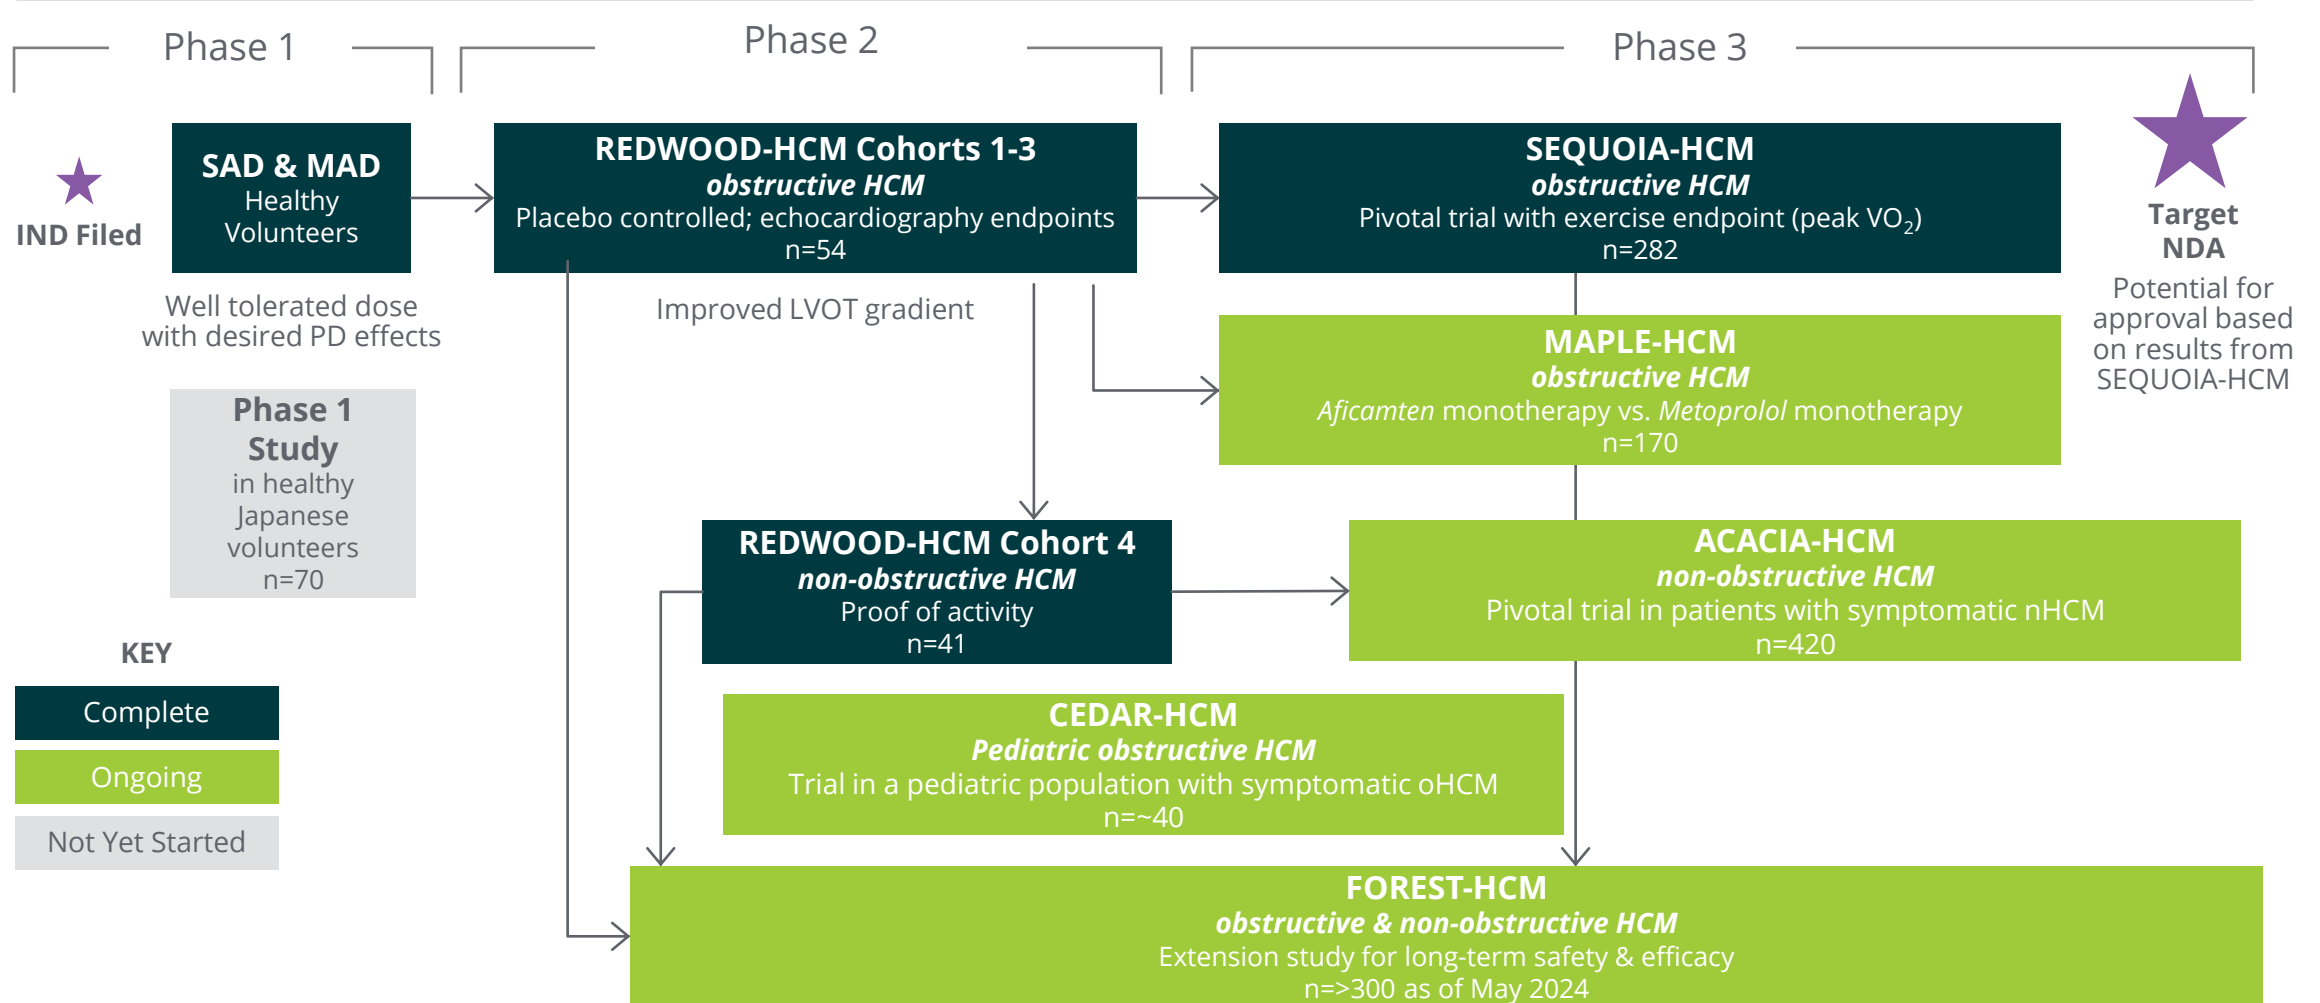 Phase 1
Phase 2
Phase 3
IND Filed
SAD & MAD
Healthy
Volunteers
Well tolerated dose
with desired PD effects
Phase 1
Study
in healthy
Japanese
volunteers
n=70
KEY
Complete
Ongoing
Not Yet Started
REDWOOD-HCM Cohorts 1-3
obstructive HCM
Placebo controlled; echocardiography endpoints
n=54
Improved LVOT gradient
REDWOOD-HCM Cohort 4
non-obstructive HCM
Proof of activity
n=41
CEDAR-HCM
Pediatric obstructive HCM
Trial in a pediatric population with symptomatic oHCM
n=~40
SEQUOIA-HCM
obstructive HCM
Pivotal trial with exercise endpoint (peak VO₂)
n=282
MAPLE-HCM
obstructive HCM
Aficamten monotherapy vs. Metoprolol monotherapy
n=170
ACACIA-HCM
non-obstructive HCM
Pivotal trial in patients with symptomatic nHCM
n=420
FOREST-HCM
obstructive & non-obstructive HCM
Extension study for long-term safety & efficacy
n=>300 as of May 2024
Target
NDA
Potential for
approval based
on results from
SEQUOIA-HCM